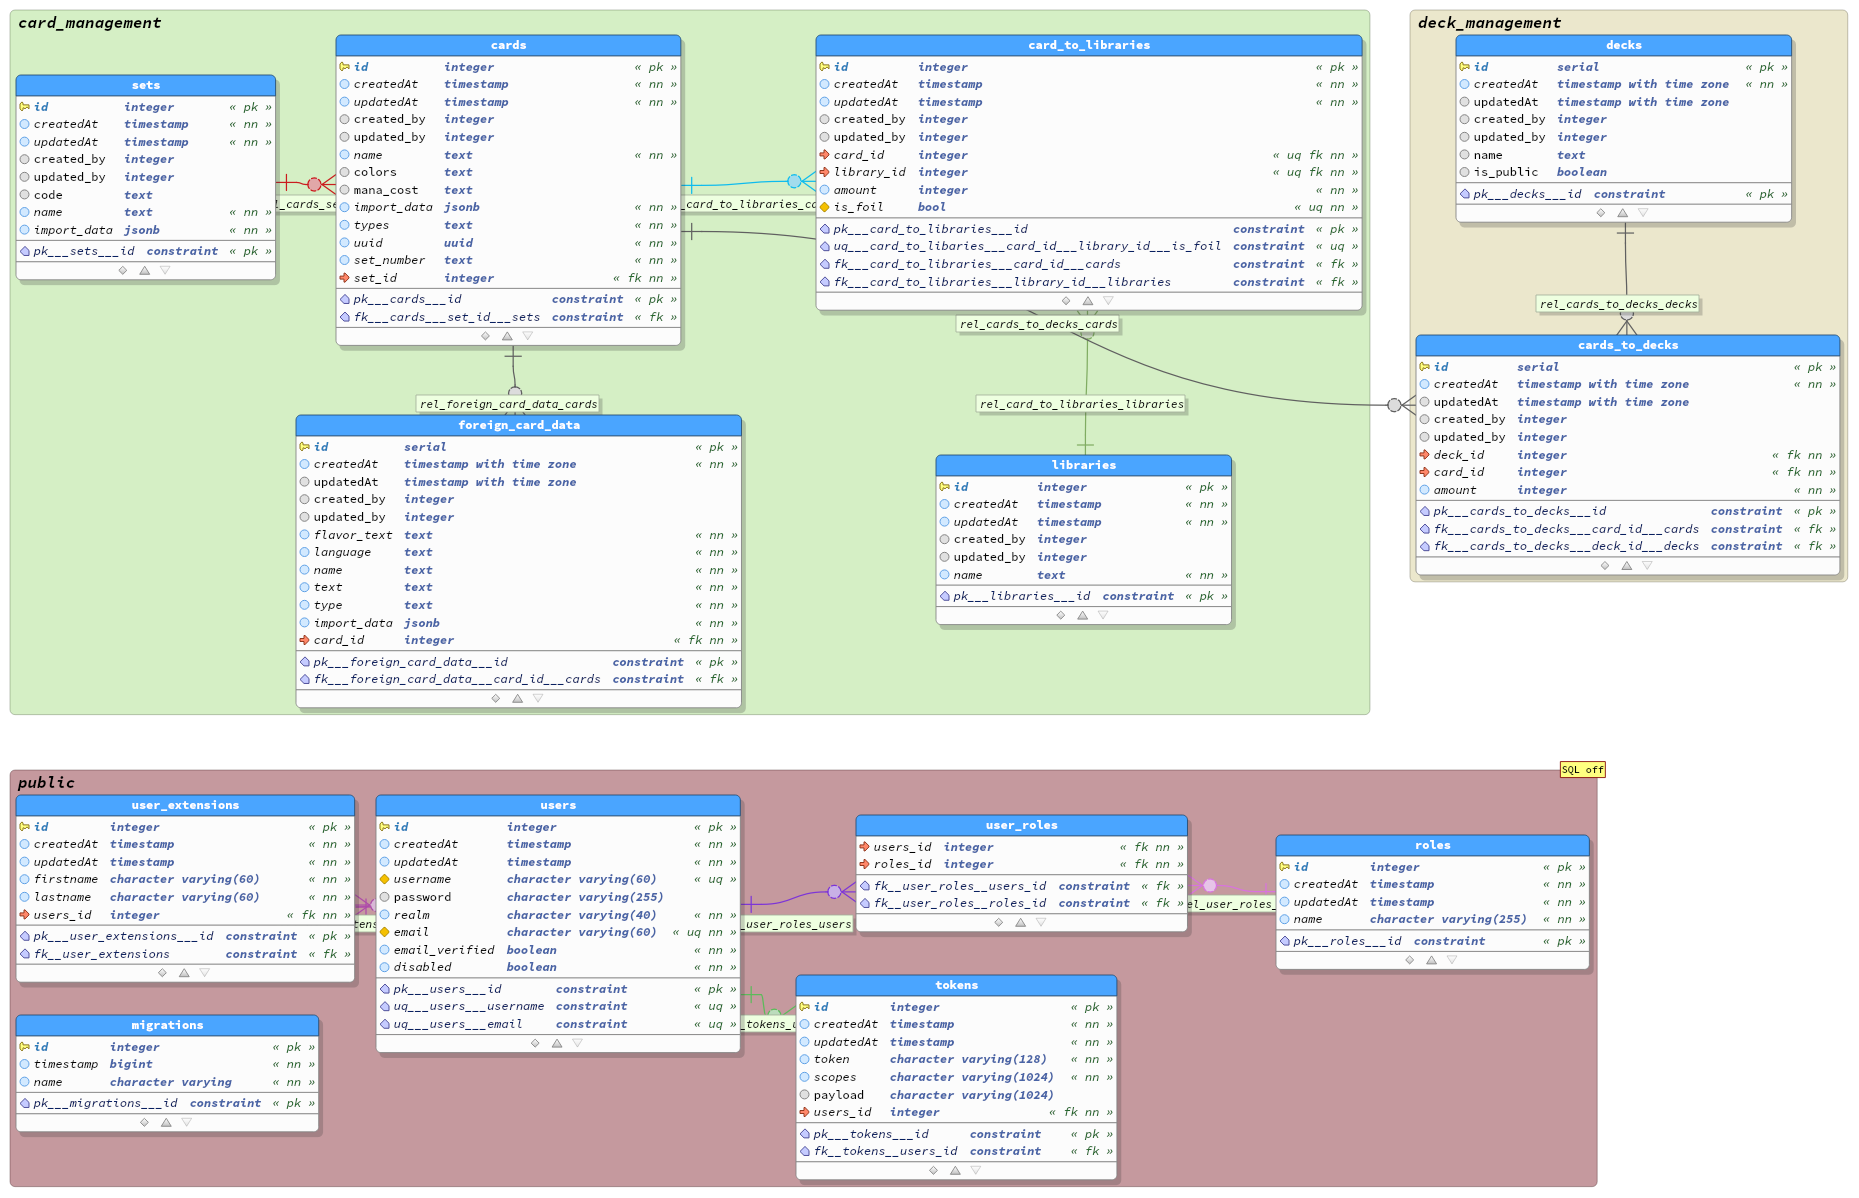 card_management
sets
id integer « pk »
createdAt timestamp « nn »
updatedAt timestamp « nn »
created_by integer
updated_by integer
code text
name text « nn »
import_data jsonb « nn »
pk___sets___id constraint « pk »
cards
id integer « pk »
createdAt timestamp « nn »
updatedAt timestamp « nn »
created_by integer
updated_by integer
name text « nn »
colors text
mana_cost text
import_data jsonb « nn »
types text « nn »
uuid uuid « nn »
set_number text « nn »
set_id integer « fk nn »
pk___cards___id constraint « pk »
fk___cards___set_id___sets constraint « fk »
card_to_libraries
id integer « pk »
createdAt timestamp « nn »
updatedAt timestamp « nn »
created_by integer
updated_by integer
card_id integer « uq fk nn »
library_id integer « uq fk nn »
amount integer « nn »
is_foil bool « uq nn »
pk___card_to_libraries___id constraint « pk »
uq___card_to_libaries___card_id___library_id___is_foil constraint « uq »
fk___card_to_libraries___card_id___cards constraint « fk »
fk___card_to_libraries___library_id___libraries constraint « fk »
rel_cards_to_decks_cards
rel_foreign_card_data_cards
rel_card_to_libraries_libraries
foreign_card_data
id serial « pk »
createdAt timestamp with time zone « nn »
updatedAt timestamp with time zone
created_by integer
updated_by integer
flavor_text text « nn »
language text « nn »
name text « nn »
text text « nn »
type text « nn »
import_data jsonb « nn »
card_id integer « fk nn »
pk___foreign_card_data___id constraint « pk »
fk___foreign_card_data___card_id___cards constraint « fk »
libraries
id integer « pk »
createdAt timestamp « nn »
updatedAt timestamp « nn »
created_by integer
updated_by integer
name text « nn »
pk___libraries___id constraint « pk »
deck_management
decks
id serial « pk »
createdAt timestamp with time zone « nn »
updatedAt timestamp with time zone
created_by integer
updated_by integer
name text
is_public boolean
pk___decks___id constraint « pk »
rel_cards_to_decks_decks
cards_to_decks
id serial « pk »
createdAt timestamp with time zone « nn »
updatedAt timestamp with time zone
created_by integer
updated_by integer
deck_id integer « fk nn »
card_id integer « fk nn »
amount integer « nn »
pk___cards_to_decks___id constraint « pk »
fk___cards_to_decks___card_id___cards constraint « fk »
fk___cards_to_decks___deck_id___decks constraint « fk »
public
SQL off
user_extensions
id integer « pk »
createdAt timestamp « nn »
updatedAt timestamp « nn »
firstname character varying(60) « nn »
lastname character varying(60) « nn »
users_id integer « fk nn »
pk___user_extensions___id constraint « pk »
fk__user_extensions constraint « fk »
migrations
id integer « pk »
timestamp bigint « nn »
name character varying « nn »
pk___migrations___id constraint « pk »
users
id integer « pk »
createdAt timestamp « nn »
updatedAt timestamp « nn »
username character varying(60) « uq »
password character varying(255)
realm character varying(40) « nn »
email character varying(60) « uq nn »
email_verified boolean « nn »
disabled boolean « nn »
pk___users___id constraint « pk »
uq___users___username constraint « uq »
uq___users___email constraint « uq »
_user_roles_users
user_roles
users_id integer « fk nn »
roles_id integer « fk nn »
fk__user_roles__users_id constraint « fk »
fk__user_roles__roles_id constraint « fk »
roles
id integer « pk »
createdAt timestamp « nn »
updatedAt timestamp « nn »
name character varying(255) « nn »
pk___roles___id constraint « pk »
tokens
id integer « pk »
createdAt timestamp « nn »
updatedAt timestamp « nn »
token character varying(128) « nn »
scopes character varying(1024) « nn »
payload character varying(1024)
users_id integer « fk nn »
pk___tokens___id constraint « pk »
fk__tokens__users_id constraint « fk »